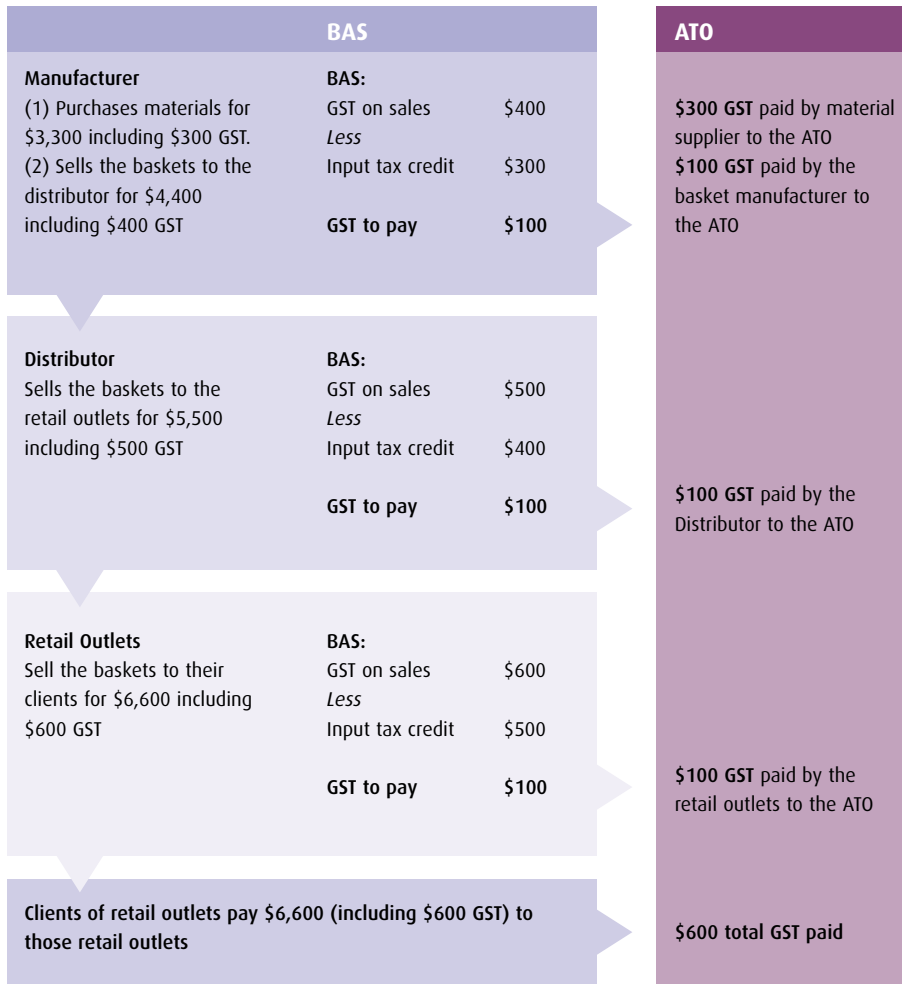 BAS
ATO
Manufacturer
(1) Purchases materials for
$3,300 including $300 GST.
(2) Sells the baskets to the
distributor for $4,400
including $400 GST
BAS:
GST on sales $400
Less
Input tax credit $300
GST to pay $100
$300 GST paid by material
supplier to the ATO
$100 GST paid by the
basket manufacturer to
the ATO
Distributor
Sells the baskets to the
retail outlets for $5,500
including $500 GST
BAS:
GST on sales $500
Less
Input tax credit $400
GST to pay $100
$100 GST paid by the
Distributor to the ATO
Retail Outlets
Sell the baskets to their
clients for $6,600 including
$600 GST
BAS:
GST on sales $600
Less
Input tax credit $500
GST to pay $100
$100 GST paid by the
retail outlets to the ATO
Clients of retail outlets pay $6,600 (including $600 GST) to
those retail outlets
$600 total GST paid